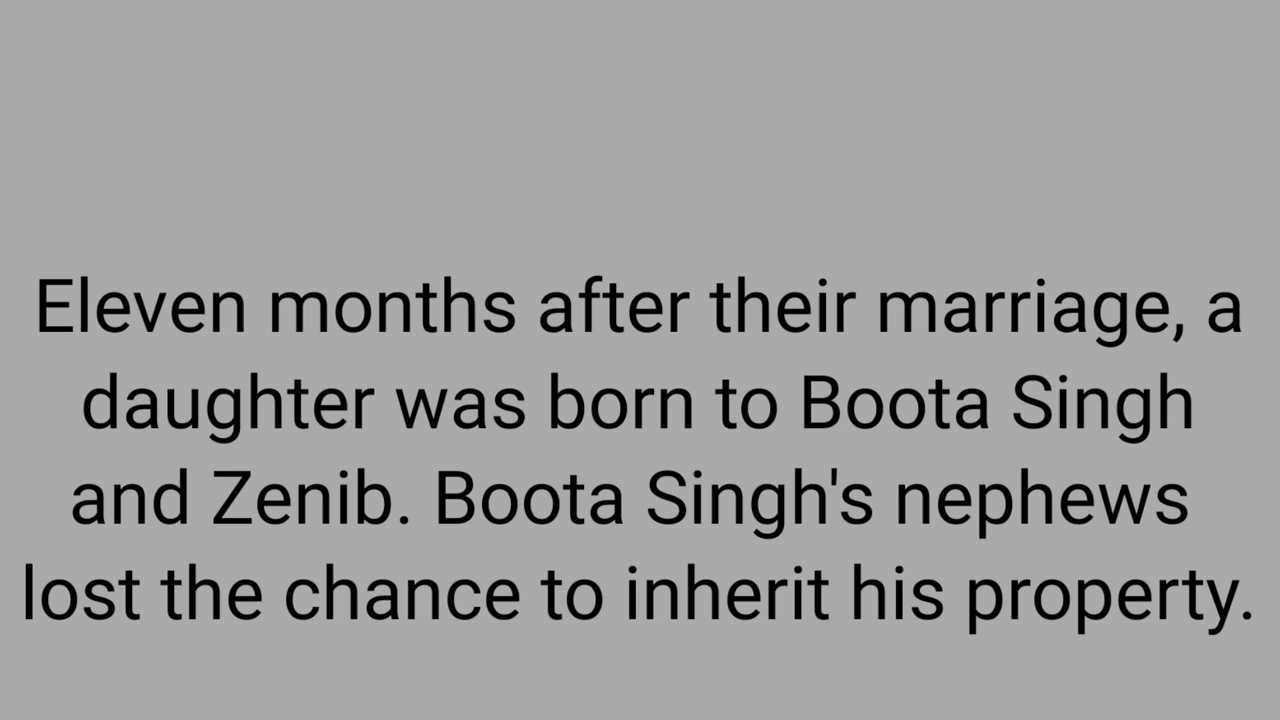 Eleven months after their marriage, a
daughter was born to Boota Singh
and Zenib. Boota Singh's nephews
lost the chance to inherit his property.